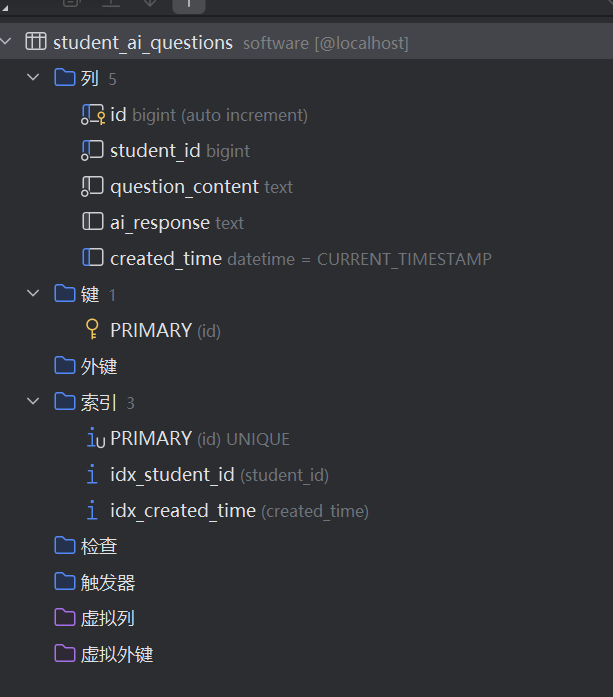 student_ai_questions software [@localhost]
列 5
id bigint (auto increment)
student_id bigint
question_content text
ai_response text
created_time datetime = CURRENT_TIMESTAMP
键 1
PRIMARY (id)
外键
索引 3
PRIMARY (id) UNIQUE
idx_student_id (student_id)
idx_created_time (created_time)
检查
触发器
虚拟列
虚拟外键